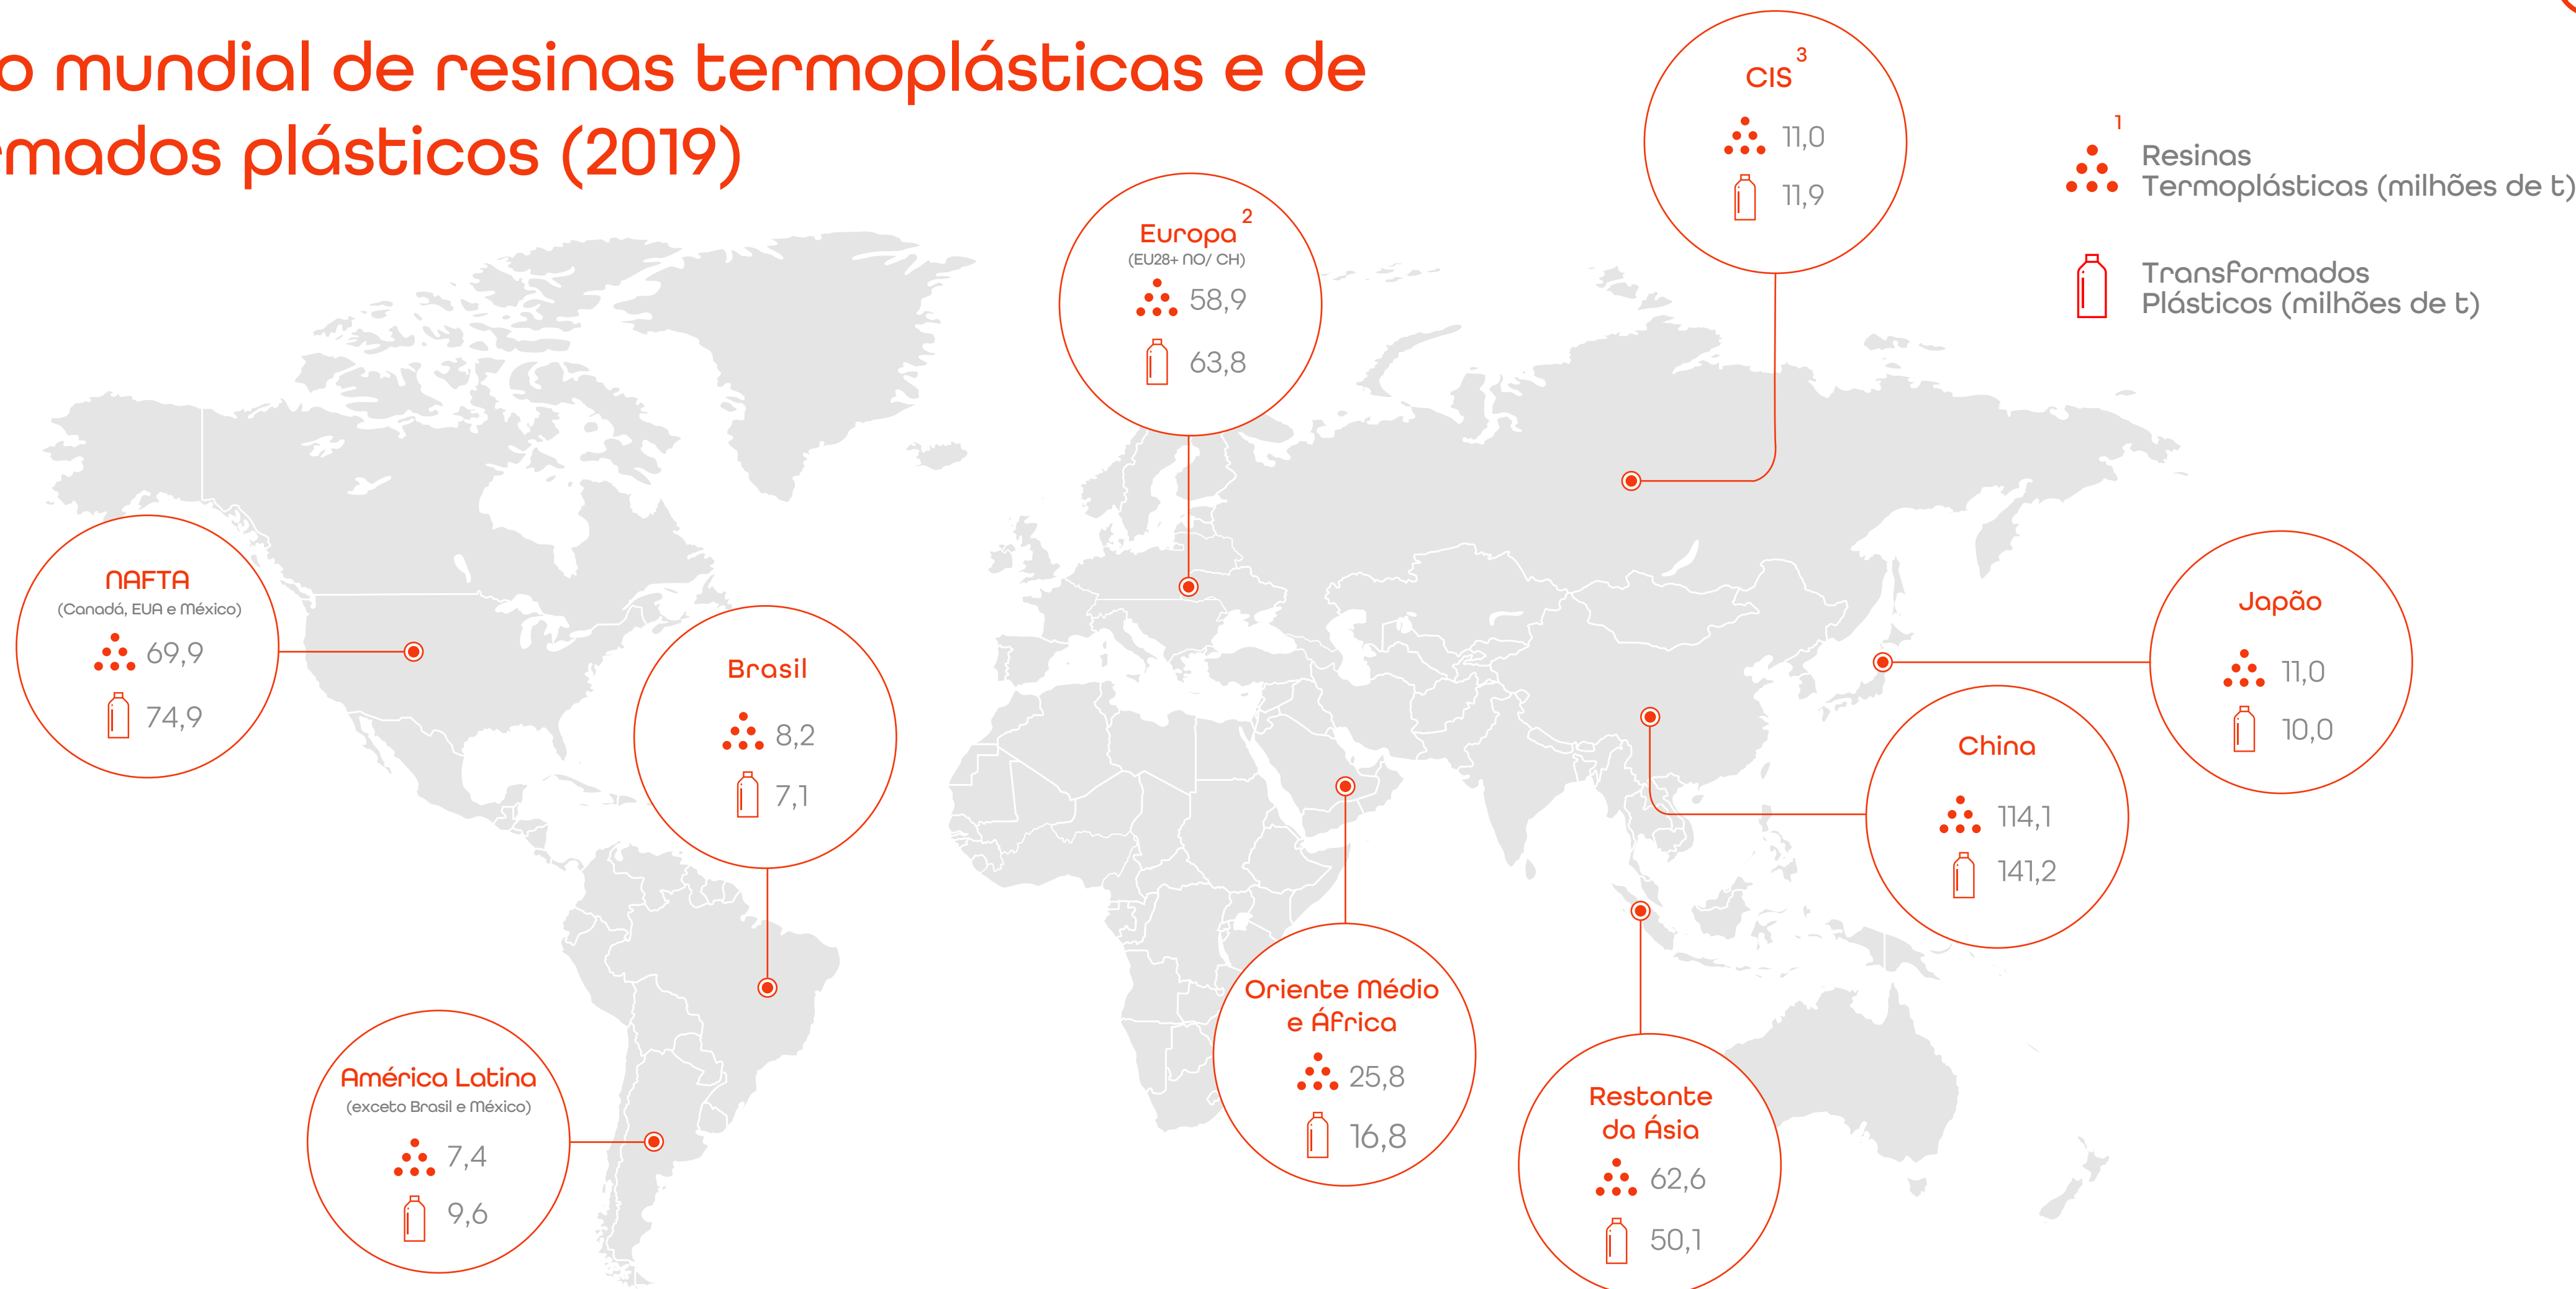 o mundial de resinas termoplásticas e de
rmados plásticos (2019)
CIS 3
11,0
11,9
1
Resinas
Termoplásticas (milhões de t)
Transformados
Plásticos (milhões de t)
Europa 2
(EU28+ NO/ CH)
58,9
63,8
NAFTA
(Canadá, EUA e México)
69,9
74,9
Brasil
8,2
7,1
Japão
11,0
10,0
China
114,1
141,2
Oriente Médio
e África
25,8
16,8
América Latina
(exceto Brasil e México)
7,4
9,6
Restante
da Ásia
62,6
50,1